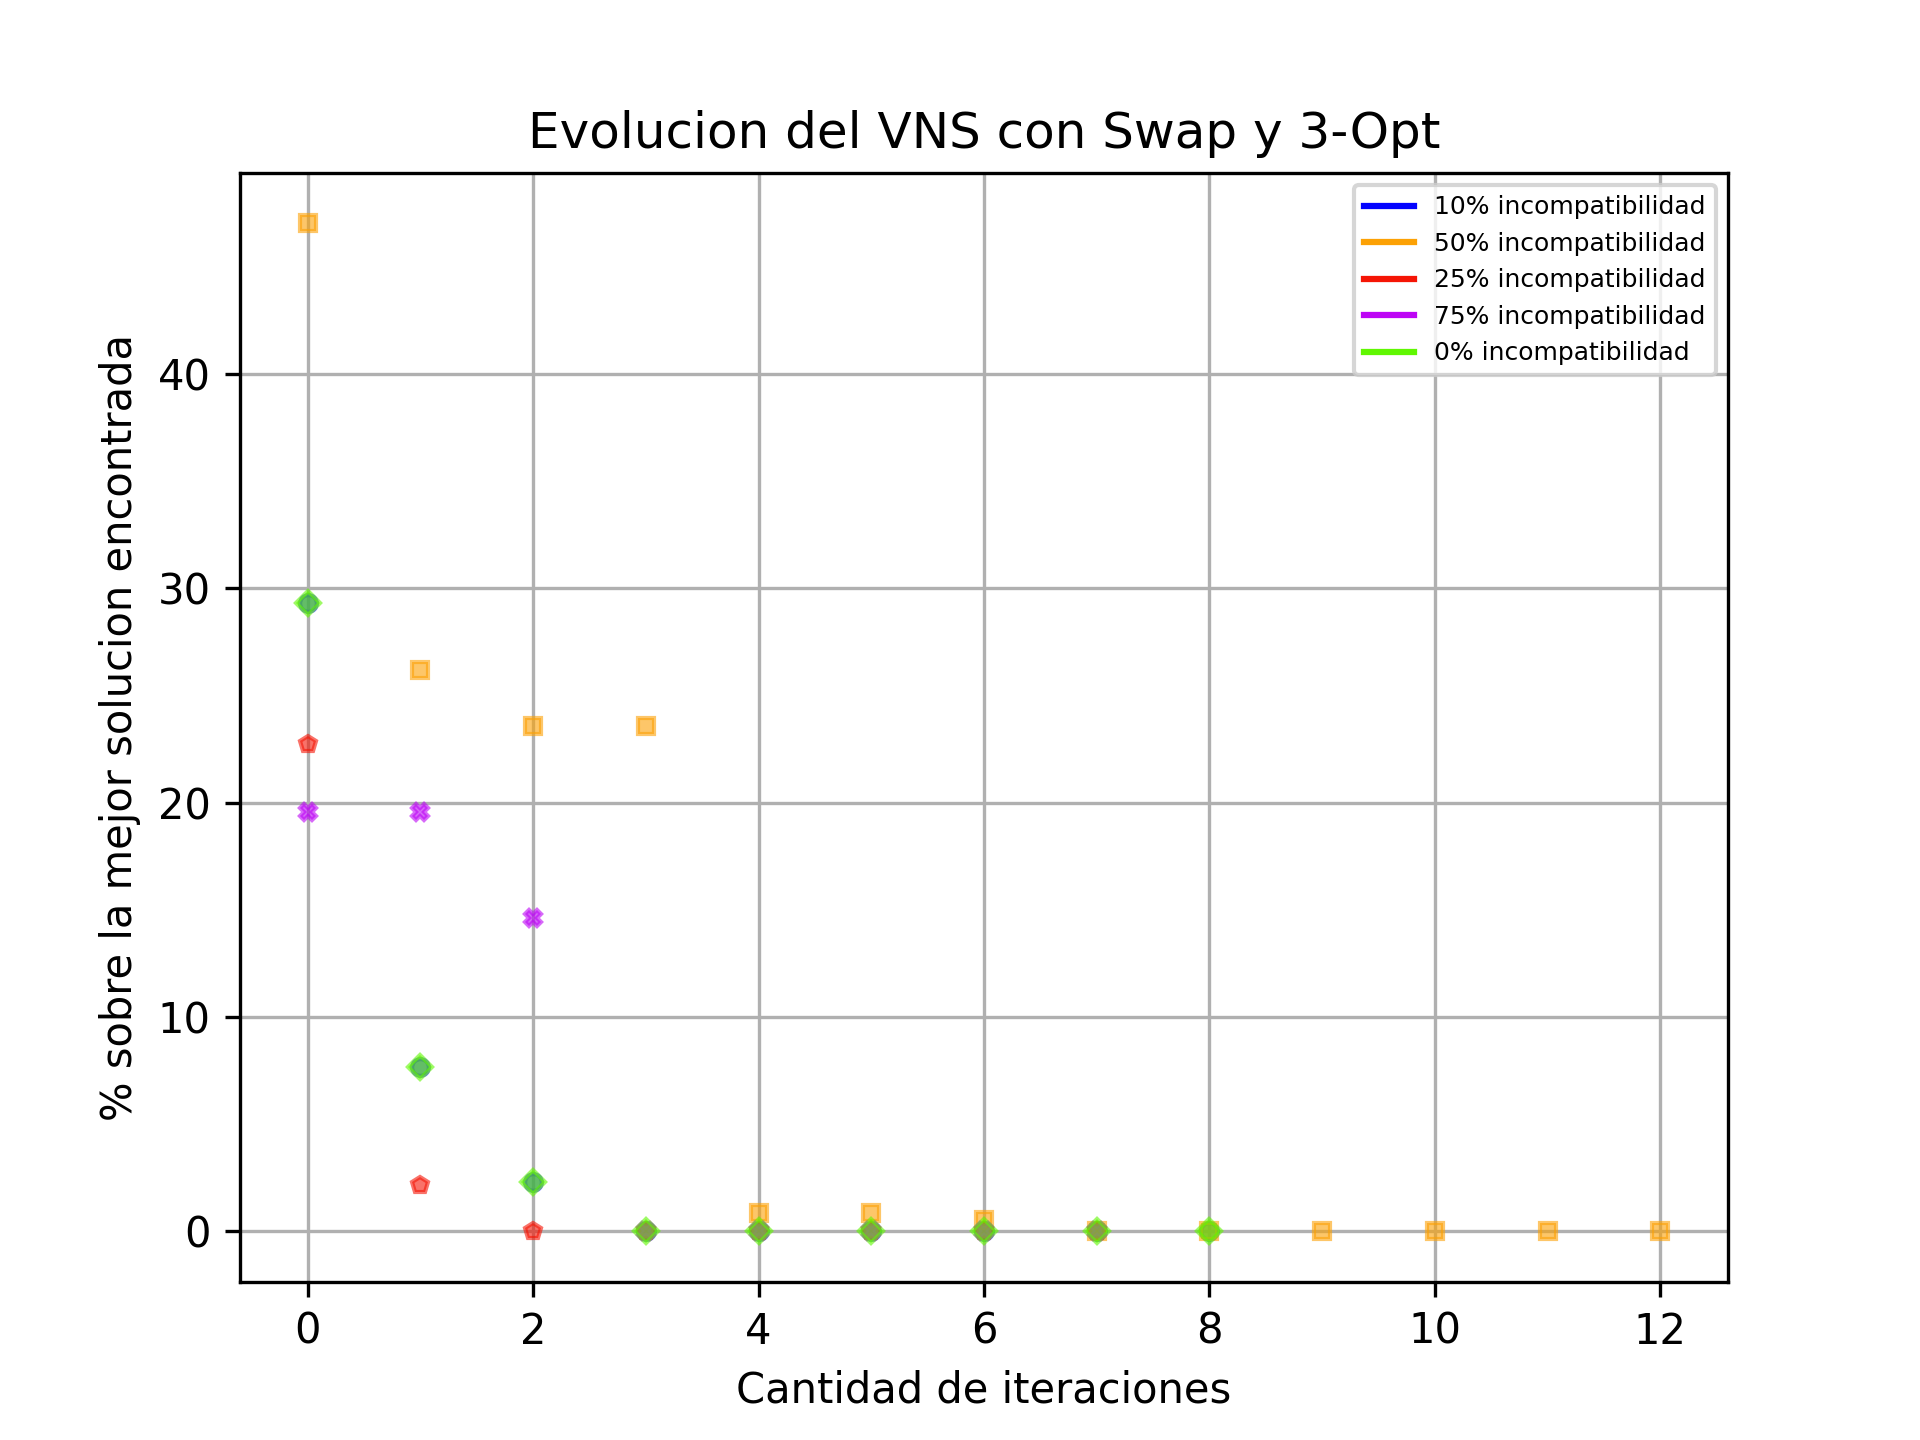 Evolucion del VNS con Swap y 3-Opt
10% incompatibilidad
50% incompatibilidad
25% incompatibilidad
75% incompatibilidad
0% incompatibilidad
% sobre la mejor solucion encontrada
40
30
20
10
0
0 2 4 6 8 10 12
Cantidad de iteraciones